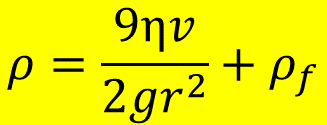 ρ = 9ηv / 2gr² + ρ_f